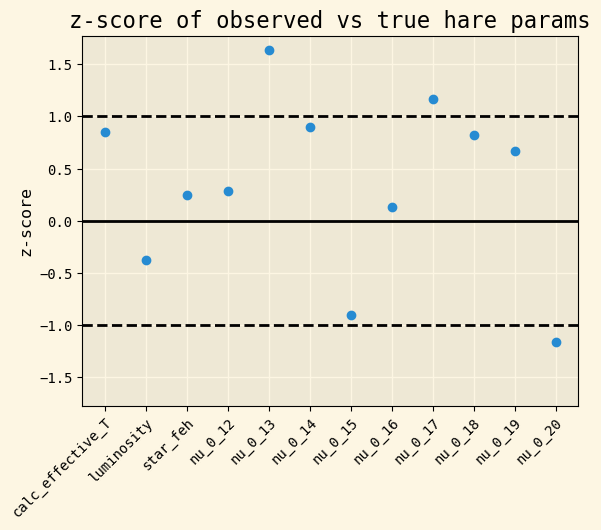 z-score of observed vs true hare params
z-score
1.5
1.0
0.5
0.0
−0.5
−1.0
−1.5
calc_effective_T
luminosity
star_feh
nu_0_12
nu_0_13
nu_0_14
nu_0_15
nu_0_16
nu_0_17
nu_0_18
nu_0_19
nu_0_20